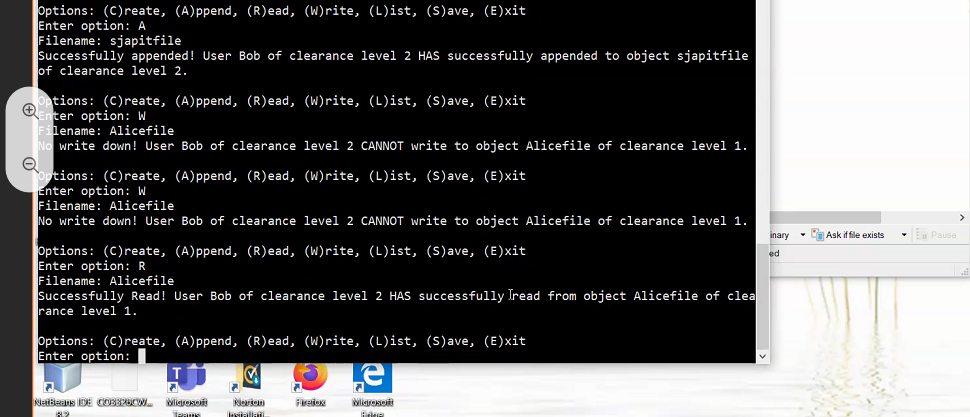 Options: (C)reate, (A)ppend, (R)ead, (W)rite, (L)ist, (S)ave, (E)xit
Enter option: A
Filename: sjapitfile
Successfully appended! User Bob of clearance level 2 HAS successfully appended to object sjapitfile
of clearance level 2.
Options: (C)reate, (A)ppend, (R)ead, (W)rite, (L)ist, (S)ave, (E)xit
Enter option: W
Filename: Alicefile
No write down! User Bob of clearance level 2 CANNOT write to object Alicefile of clearance level 1.
Options: (C)reate, (A)ppend, (R)ead, (W)rite, (L)ist, (S)ave, (E)xit
Enter option: W
Filename: Alicefile
No write down! User Bob of clearance level 2 CANNOT write to object Alicefile of clearance level 1.
Options: (C)reate, (A)ppend, (R)ead, (W)rite, (L)ist, (S)ave, (E)xit
Enter option: R
Filename: Alicefile
Successfully Read! User Bob of clearance level 2 HAS successfully read from object Alicefile of clea
rance level 1.
Options: (C)reate, (A)ppend, (R)ead, (W)rite, (L)ist, (S)ave, (E)xit
Enter option:
inary
Ask if file exists
Pause
ed
NetBeans IDE
8.2
CO3326CW...
Microsoft
Teams
Norton
Installati...
Firefox
Microsoft
Edge